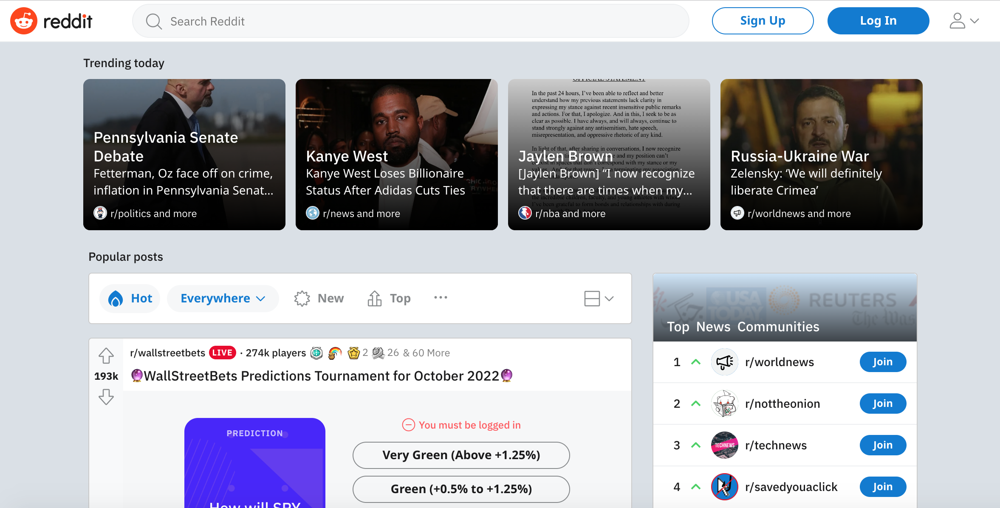 reddit
Search Reddit
Sign Up
Log In
Trending today
Pennsylvania Senate
Debate
Fetterman, Oz face off on crime,
inflation in Pennsylvania Senat...
r/politics and more
Kanye West
Kanye West Loses Billionaire
Status After Adidas Cuts Ties
r/news and more
OFFICIAL STATEMENT
In the past 24 hours, I've been able to reflect and better
understand how my previous statements lack clarity in
expressing my stance against recent insensitive public remarks
and actions. For that, I apologize. And in this, I seek to be as
clear as possible. I have always, and will always, continue to
stand strongly against any antisemitism, hate speech,
misrepresentation, and oppressive rhetoric of any kind.
In light of that, after sharing in conversations, I now recognize
and my position can't
coexist in spaces that don't correspond with my stance or my
values. And for that reason, I am terminating my association
the incredible children, faculty, and young athletes with whom
I've been grateful to form bonds and relationships with during
Jaylen Brown
[Jaylen Brown] “I now recognize
that there are times when my...
r/nba and more
Russia-Ukraine War
Zelensky: ‘We will definitely
liberate Crimea’
r/worldnews and more
Popular posts
Hot
Everywhere
New
Top
...
r/wallstreetbets LIVE · 274k players 2 26 & 60 More
193k
WallStreetBets Predictions Tournament for October 2022
PREDICTION
How will SPY
You must be logged in
Very Green (Above +1.25%)
Green (+0.5% to +1.25%)
USA
TODAY
REUTERS
The Was
Top News Communities
1 r/worldnews Join
2 r/nottheonion Join
3 TECHNEWS r/technews Join
4 r/savedyouaclick Join